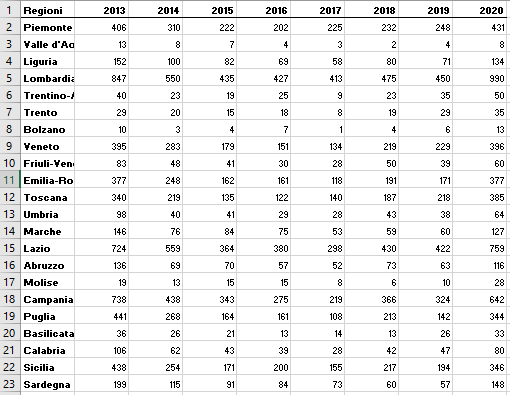 1 Regioni 2013 2014 2015 2016 2017 2018 2019 2020
2 Piemonte 406 310 222 202 225 232 248 431
3 Valle d'Ao 13 8 7 4 3 2 4 8
4 Liguria 152 100 82 69 58 80 71 134
5 Lombardia 847 550 435 427 413 475 450 990
6 Trentino-A 40 23 19 25 9 23 35 50
7 Trento 29 20 15 18 8 19 29 35
8 Bolzano 10 3 4 7 1 4 6 13
9 Veneto 395 283 179 151 134 219 229 396
10 Friuli-Ven 83 48 41 30 28 50 39 60
11 Emilia-Ro 377 248 162 161 118 191 171 377
12 Toscana 340 219 135 122 140 187 218 385
13 Umbria 98 40 41 29 28 43 38 64
14 Marche 146 76 84 75 53 59 60 127
15 Lazio 724 559 364 380 298 430 422 759
16 Abruzzo 136 69 70 57 52 73 63 116
17 Molise 19 13 15 15 8 6 10 28
18 Campania 738 438 343 275 219 366 324 642
19 Puglia 441 268 164 161 108 213 142 344
20 Basilicata 36 26 21 13 14 13 26 33
21 Calabria 106 62 43 39 28 42 47 80
22 Sicilia 438 254 171 200 155 217 194 346
23 Sardegna 199 115 91 84 73 60 57 148